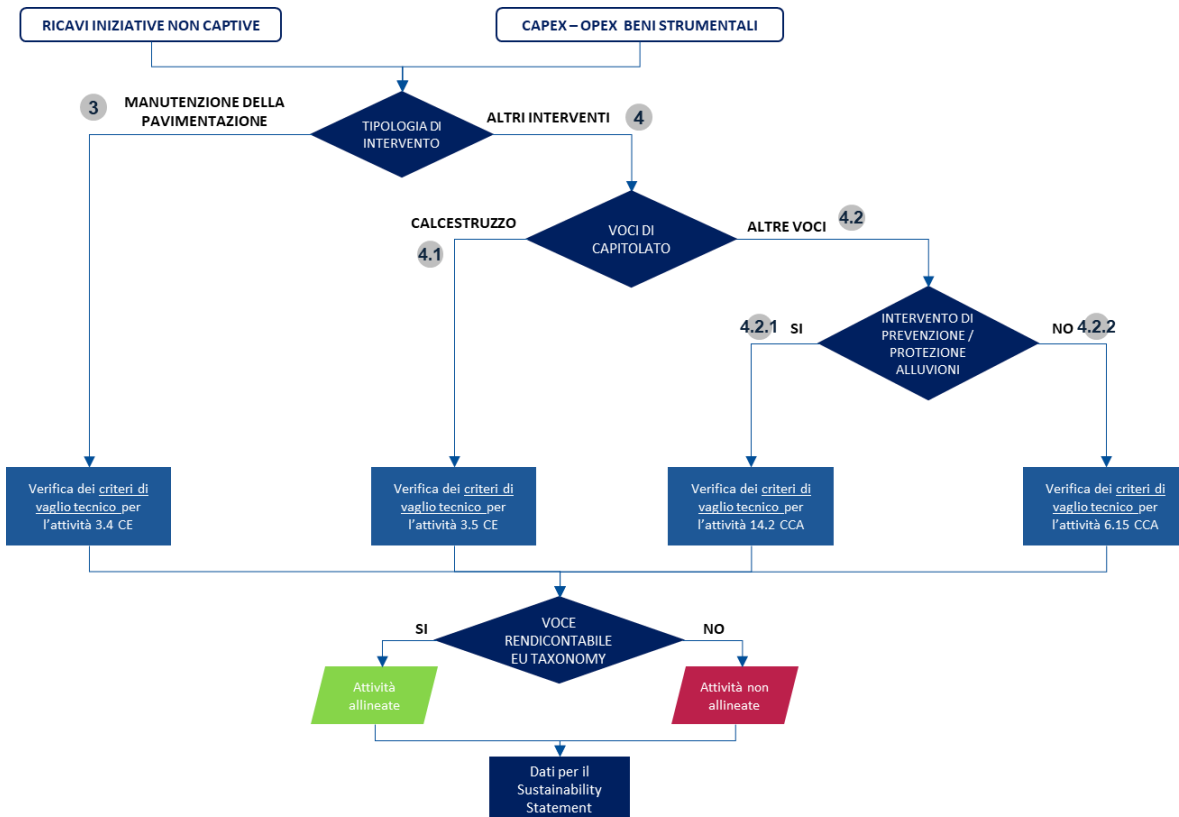 RICAVI INIZIATIVE NON CAPTIVE
CAPEX – OPEX BENI STRUMENTALI
3
MANUTENZIONE DELLA
PAVIMENTAZIONE
TIPOLOGIA DI
INTERVENTO
ALTRI INTERVENTI
4
CALCESTRUZZO
4.1
VOCI DI
CAPITOLATO
ALTRE VOCI
4.2
4.2.1
SI
INTERVENTO DI
PREVENZIONE /
PROTEZIONE
ALLUVIONI
NO
4.2.2
Verifica dei criteri di
vaglio tecnico per
l'attività 3.4 CE
Verifica dei criteri di
vaglio tecnico per
l'attività 3.5 CE
Verifica dei criteri di
vaglio tecnico per
l'attività 14.2 CCA
Verifica dei criteri di
vaglio tecnico per
l'attività 6.15 CCA
SI
VOCE
RENDICONTABILE
EU TAXONOMY
NO
Attività
allineate
Attività non
allineate
Dati per il
Sustainability
Statement